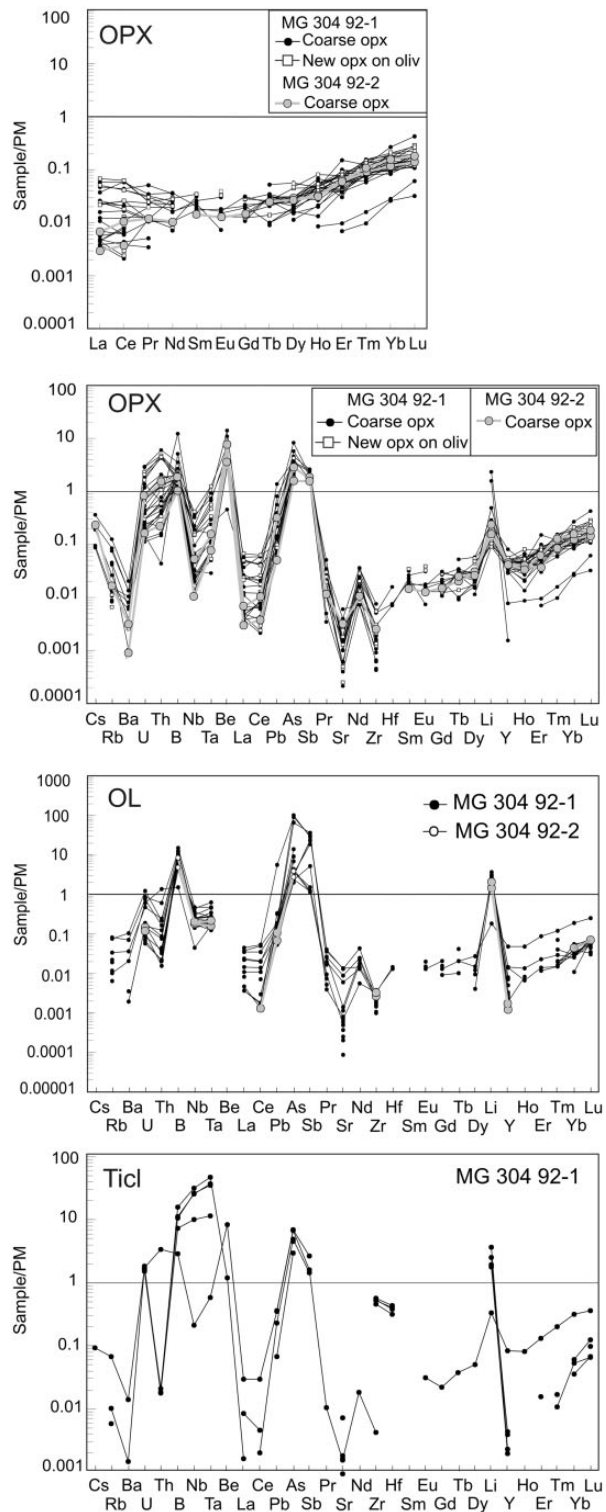 OPX
MG 304 92-1
Coarse opx
New opx on oliv
MG 304 92-2
Coarse opx
Sample/PM
100
10
1
0.1
0.01
0.001
0.0001
La Ce Pr Nd Sm Eu Gd Tb Dy Ho Er Tm Yb Lu
OPX
MG 304 92-1
Coarse opx
New opx on oliv
MG 304 92-2
Coarse opx
Sample/PM
100
10
1
0.1
0.01
0.001
0.0001
Cs Ba Th Nb Be Ce As Pr Nd Hf Eu Tb Li Ho Tm Lu
Rb U B Ta La Pb Sb Sr Zr Sm Gd Dy Y Er Yb
OL
MG 304 92-1
MG 304 92-2
Sample/PM
1000
100
10
1
0.1
0.01
0.001
0.0001
0.00001
Cs Ba Th Nb Be Ce As Pr Nd Hf Eu Tb Li Ho Tm Lu
Rb U B Ta La Pb Sb Sr Zr Sm Gd Dy Y Er Yb
Ticl
MG 304 92-1
Sample/PM
100
10
1
0.1
0.01
0.001
Cs Ba Th Nb Be Ce As Pr Nd Hf Eu Tb Li Ho Tm Lu
Rb U B Ta La Pb Sb Sr Zr Sm Gd Dy Y Er Yb